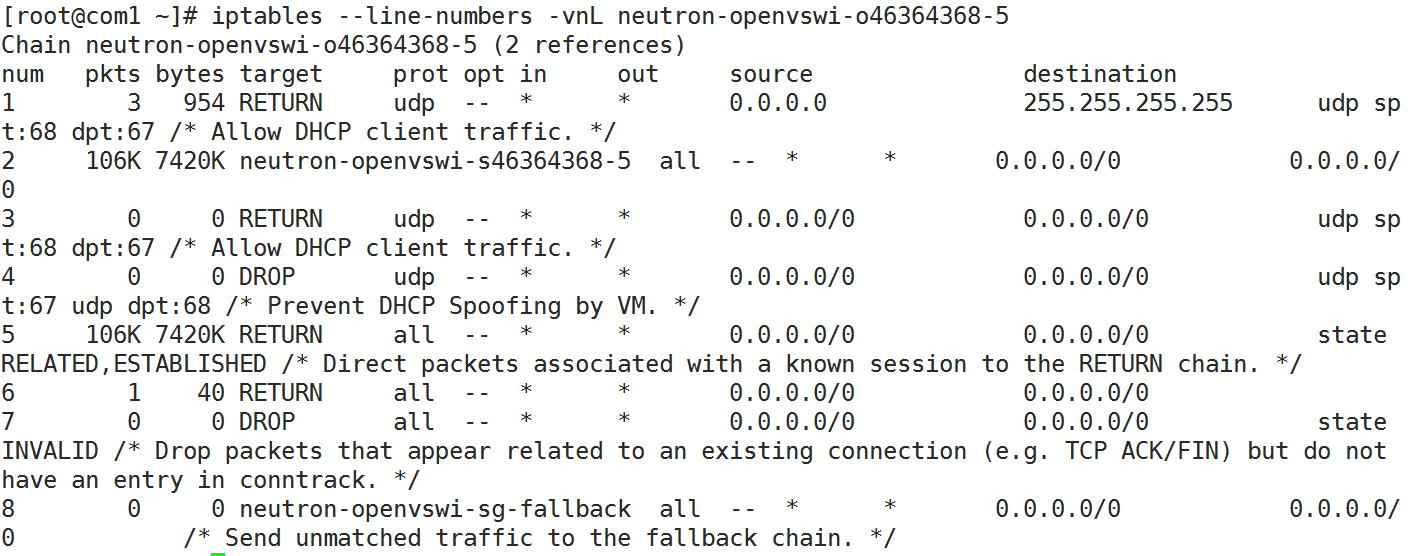 [root@com1 ~]# iptables --line-numbers -vnL neutron-openvswi-o46364368-5
Chain neutron-openvswi-o46364368-5 (2 references)
num   pkts bytes target     prot opt in     out     source               destination
1        3   954 RETURN     udp  --  *      *       0.0.0.0              255.255.255.255      udp sp
t:68 dpt:67 /* Allow DHCP client traffic. */
2     106K 7420K neutron-openvswi-s46364368-5  all  --  *      *       0.0.0.0/0            0.0.0.0/
0
3        0     0 RETURN     udp  --  *      *       0.0.0.0/0            0.0.0.0/0            udp sp
t:68 dpt:67 /* Allow DHCP client traffic. */
4        0     0 DROP       udp  --  *      *       0.0.0.0/0            0.0.0.0/0            udp sp
t:67 udp dpt:68 /* Prevent DHCP Spoofing by VM. */
5     106K 7420K RETURN     all  --  *      *       0.0.0.0/0            0.0.0.0/0            state
RELATED,ESTABLISHED /* Direct packets associated with a known session to the RETURN chain. */
6        1    40 RETURN     all  --  *      *       0.0.0.0/0            0.0.0.0/0
7        0     0 DROP       all  --  *      *       0.0.0.0/0            0.0.0.0/0            state
INVALID /* Drop packets that appear related to an existing connection (e.g. TCP ACK/FIN) but do not
have an entry in conntrack. */
8        0     0 neutron-openvswi-sg-fallback  all  --  *      *       0.0.0.0/0            0.0.0.0/
0            /* Send unmatched traffic to the fallback chain. */